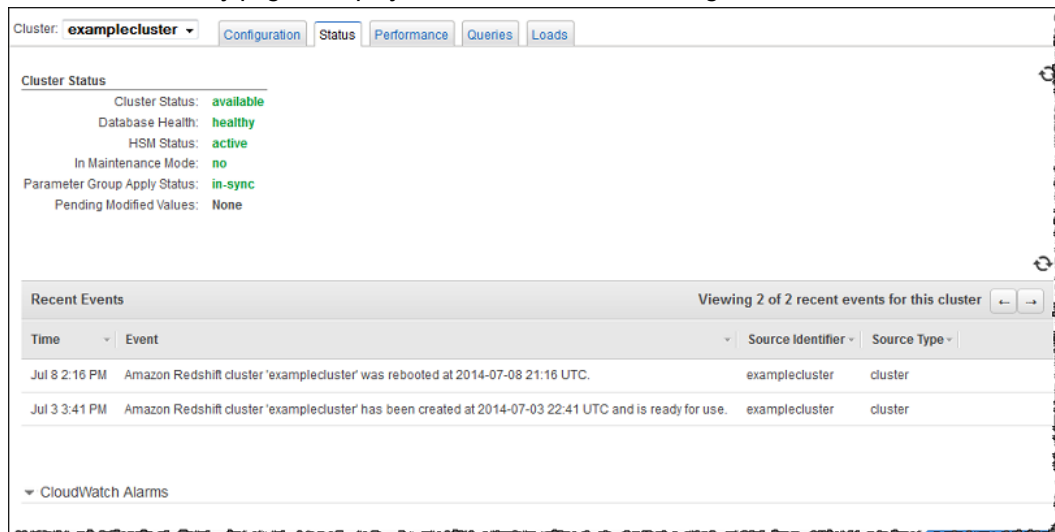 Cluster: examplecluster Configuration Status Performance Queries Loads
Cluster Status
Cluster Status: available
Database Health: healthy
HSM Status: active
In Maintenance Mode: no
Parameter Group Apply Status: in-sync
Pending Modified Values: None
Recent Events Viewing 2 of 2 recent events for this cluster ← →
Time Event Source Identifier Source Type
Jul 8 2:16 PM Amazon Redshift cluster 'examplecluster' was rebooted at 2014-07-08 21:16 UTC. examplecluster cluster
Jul 3 3:41 PM Amazon Redshift cluster 'examplecluster' has been created at 2014-07-03 22:41 UTC and is ready for use. examplecluster cluster
CloudWatch Alarms